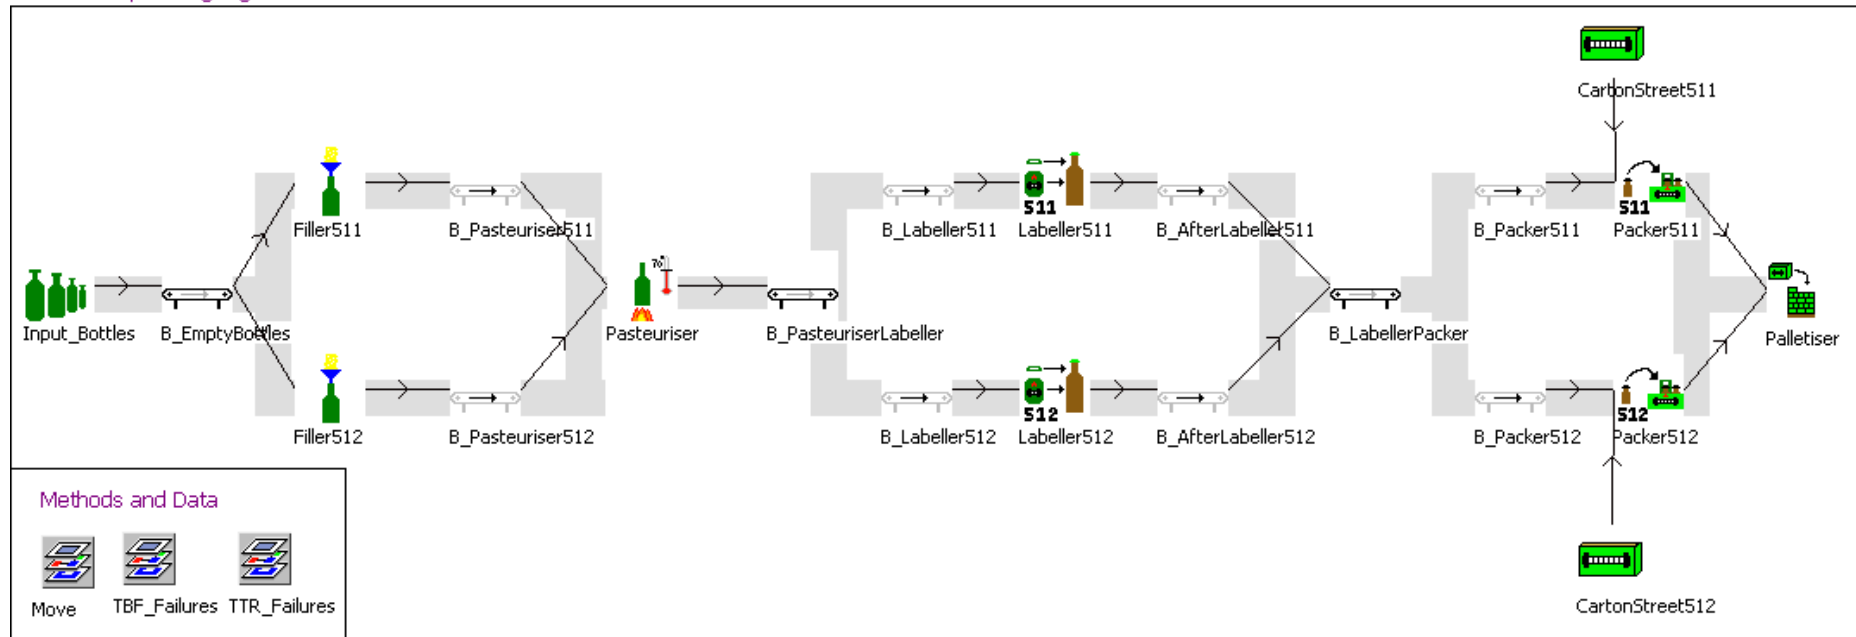 CartonStreet511
Filler511
B_Pasteuriser511
B_Labeller511
511
Labeller511
B_AfterLabeller511
B_Packer511
511
Packer511
70°
Input_Bottles
B_EmptyBottles
Pasteuriser
B_PasteuriserLabeller
B_LabellerPacker
Palletiser
Filler512
B_Pasteuriser512
B_Labeller512
512
Labeller512
B_AfterLabeller512
B_Packer512
512
Packer512
CartonStreet512
Methods and Data
Move
TBF_Failures
TTR_Failures